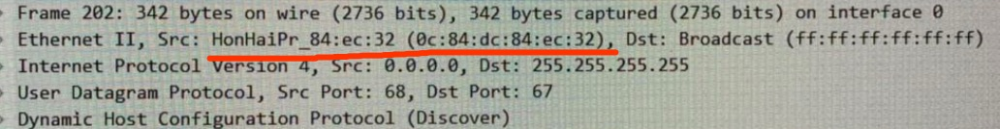 Frame 202: 342 bytes on wire (2736 bits), 342 bytes captured (2736 bits) on interface 0
Ethernet II, Src: HonHaiPr_84:ec:32 (0c:84:dc:84:ec:32), Dst: Broadcast (ff:ff:ff:ff:ff:ff)
Internet Protocol Version 4, Src: 0.0.0.0, Dst: 255.255.255.255
User Datagram Protocol, Src Port: 68, Dst Port: 67
Dynamic Host Configuration Protocol (Discover)